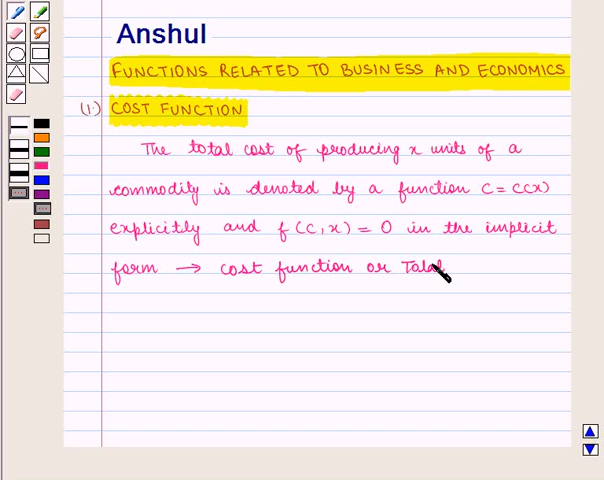 Anshul
FUNCTIONS RELATED TO BUSINESS AND ECONOMICS
(1.) COST FUNCTION
The total cost of producing x units of a
commodity is denoted by a function C = C(x)
explicitly and f (C, x) = 0 in the implicit
form → cost function or Total